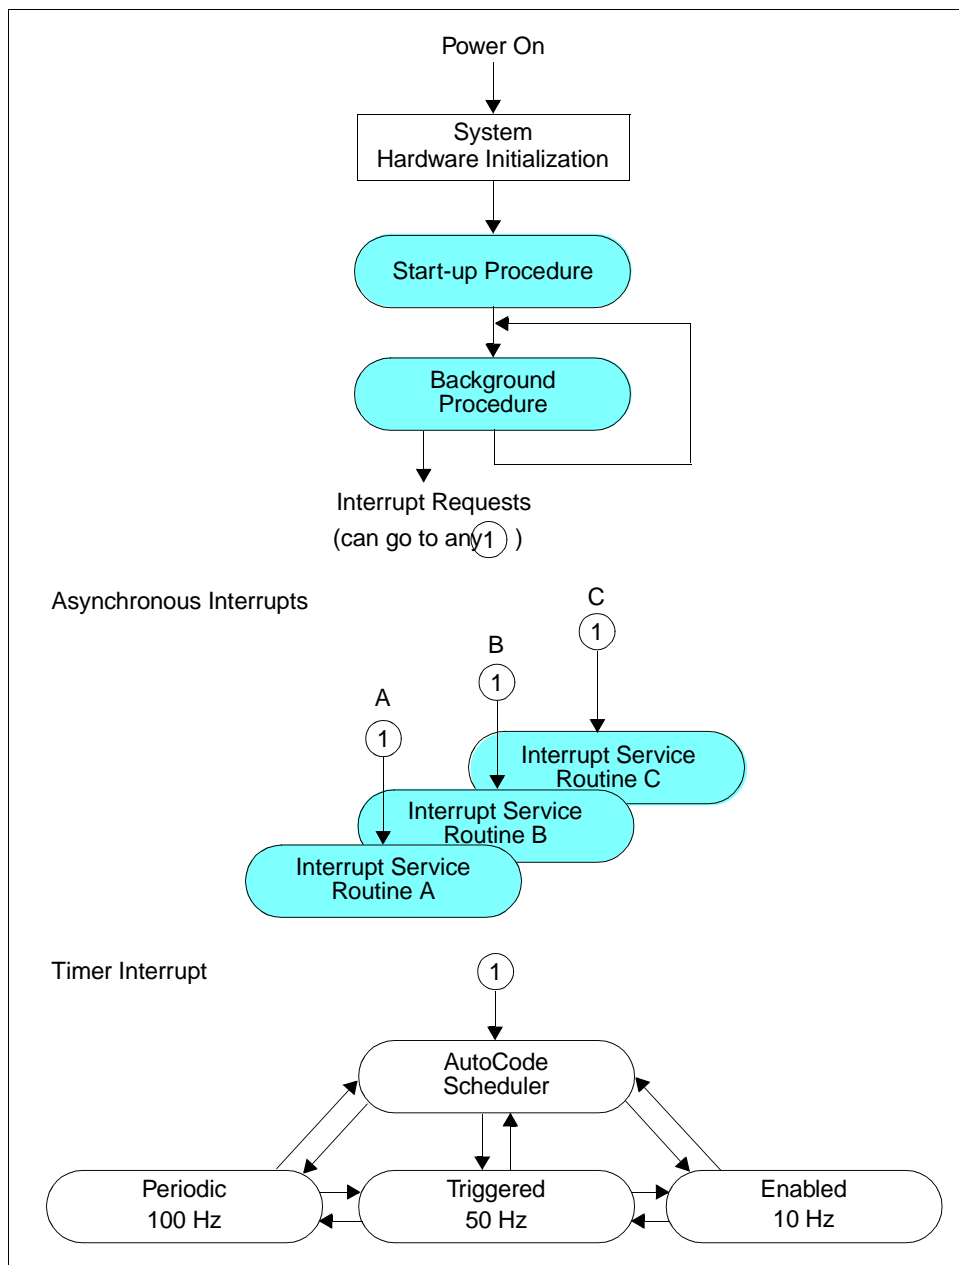 Power On
System
Hardware Initialization
Start-up Procedure
Background
Procedure
Interrupt Requests
(can go to any 1 )
Asynchronous Interrupts
C
1
B
1
A
1
Interrupt Service
Routine C
Interrupt Service
Routine B
Interrupt Service
Routine A
Timer Interrupt
1
AutoCode
Scheduler
Periodic
100 Hz
Triggered
50 Hz
Enabled
10 Hz